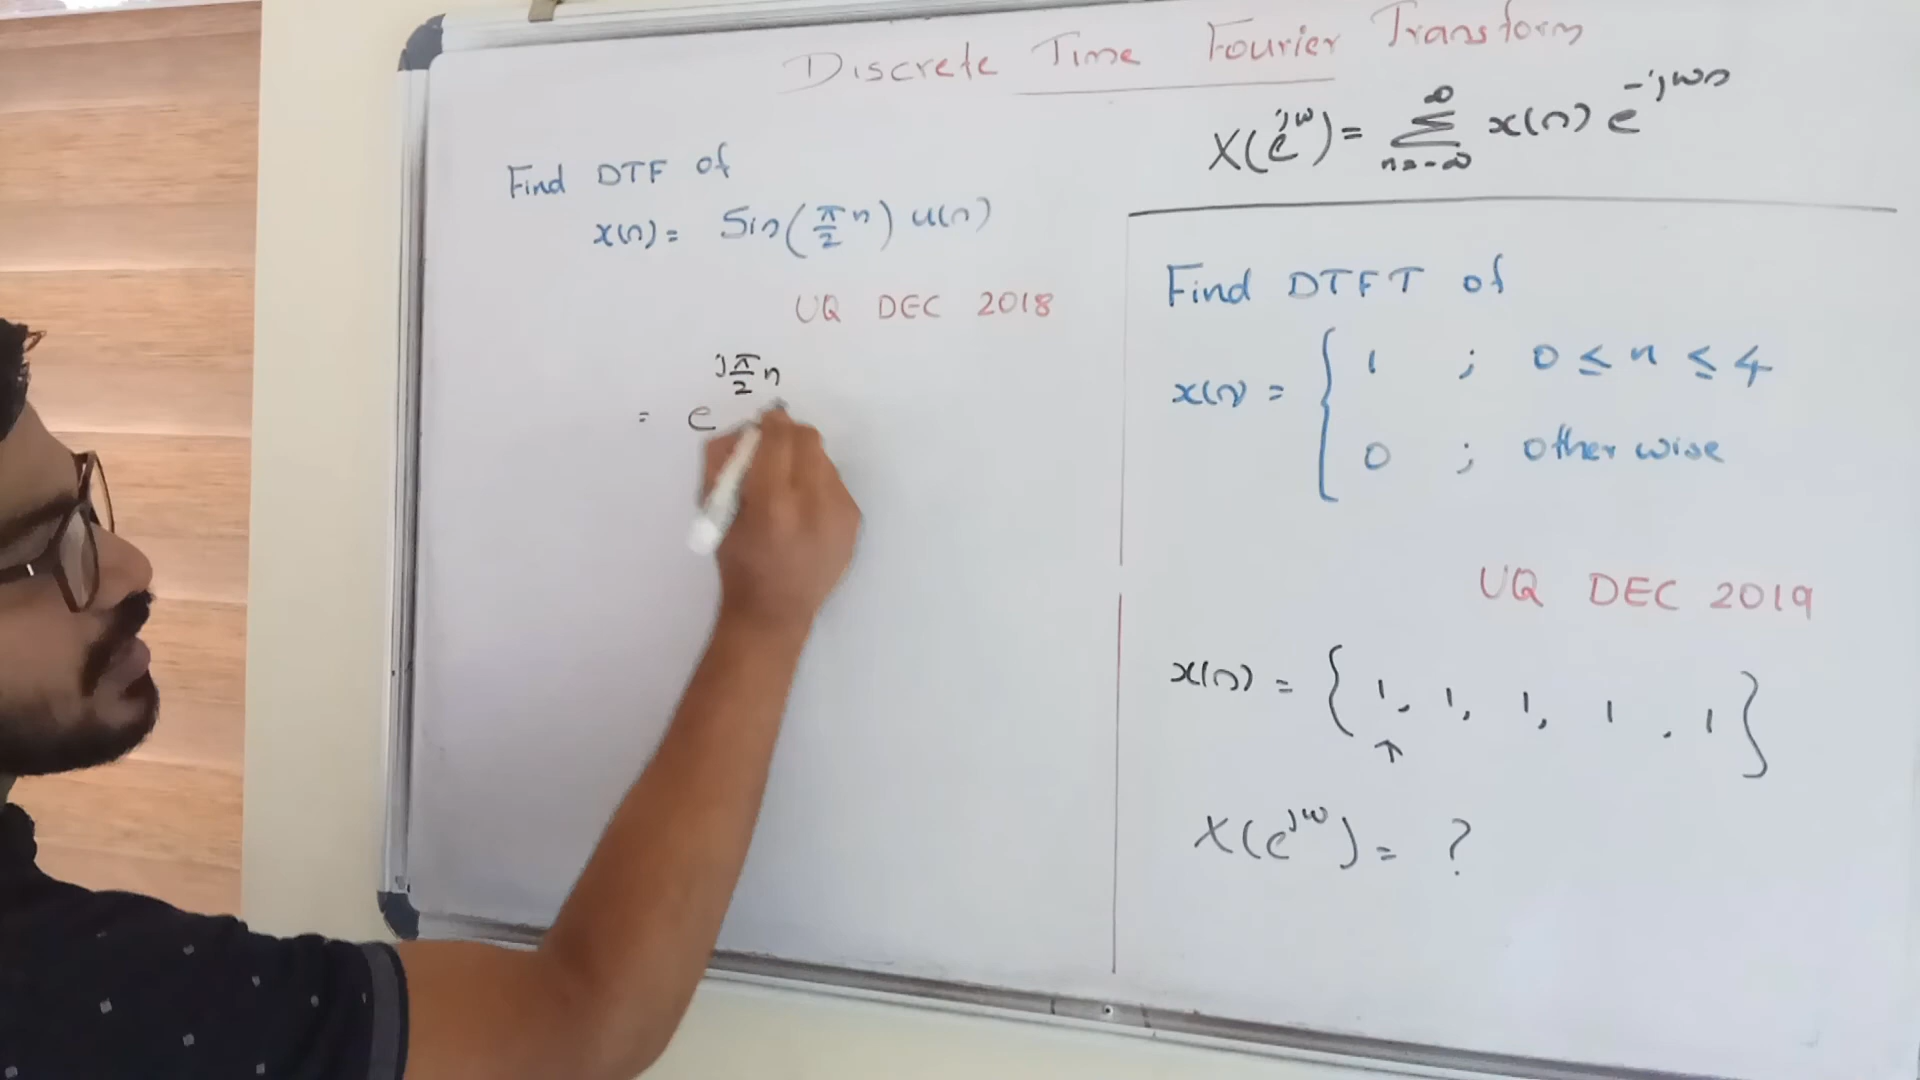 Discrete Time Fourier Transform
X(e^jω) = Σ_{n=-∞}^{∞} x(n) e^{-jωn}
Find DTF of
x(n) = Sin(π/2 n) u(n)
UQ DEC 2018
= e^{jπ/2 n}
Find DTFT of
x(n) = { 1 ; 0 ≤ n ≤ 4
0 ; other wise
UQ DEC 2019
x(n) = { 1, 1, 1, 1, 1 }
↑
X(e^jω) = ?